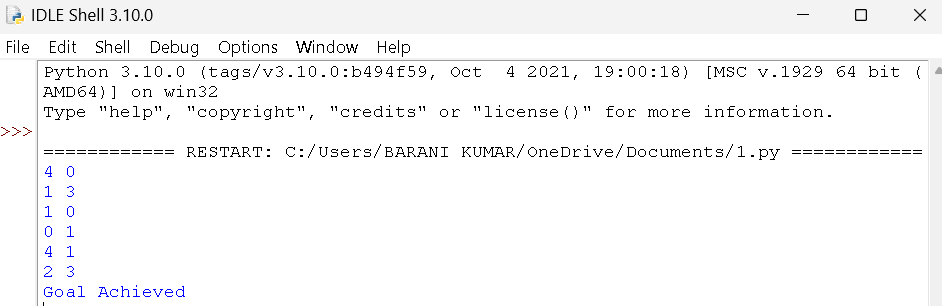 IDLE Shell 3.10.0
File Edit Shell Debug Options Window Help
Python 3.10.0 (tags/v3.10.0:b494f59, Oct  4 2021, 19:00:18) [MSC v.1929 64 bit (
AMD64)] on win32
Type "help", "copyright", "credits" or "license()" for more information.
>>>
============ RESTART: C:/Users/BARANI KUMAR/OneDrive/Documents/1.py ============
4 0
1 3
1 0
0 1
4 1
2 3
Goal Achieved